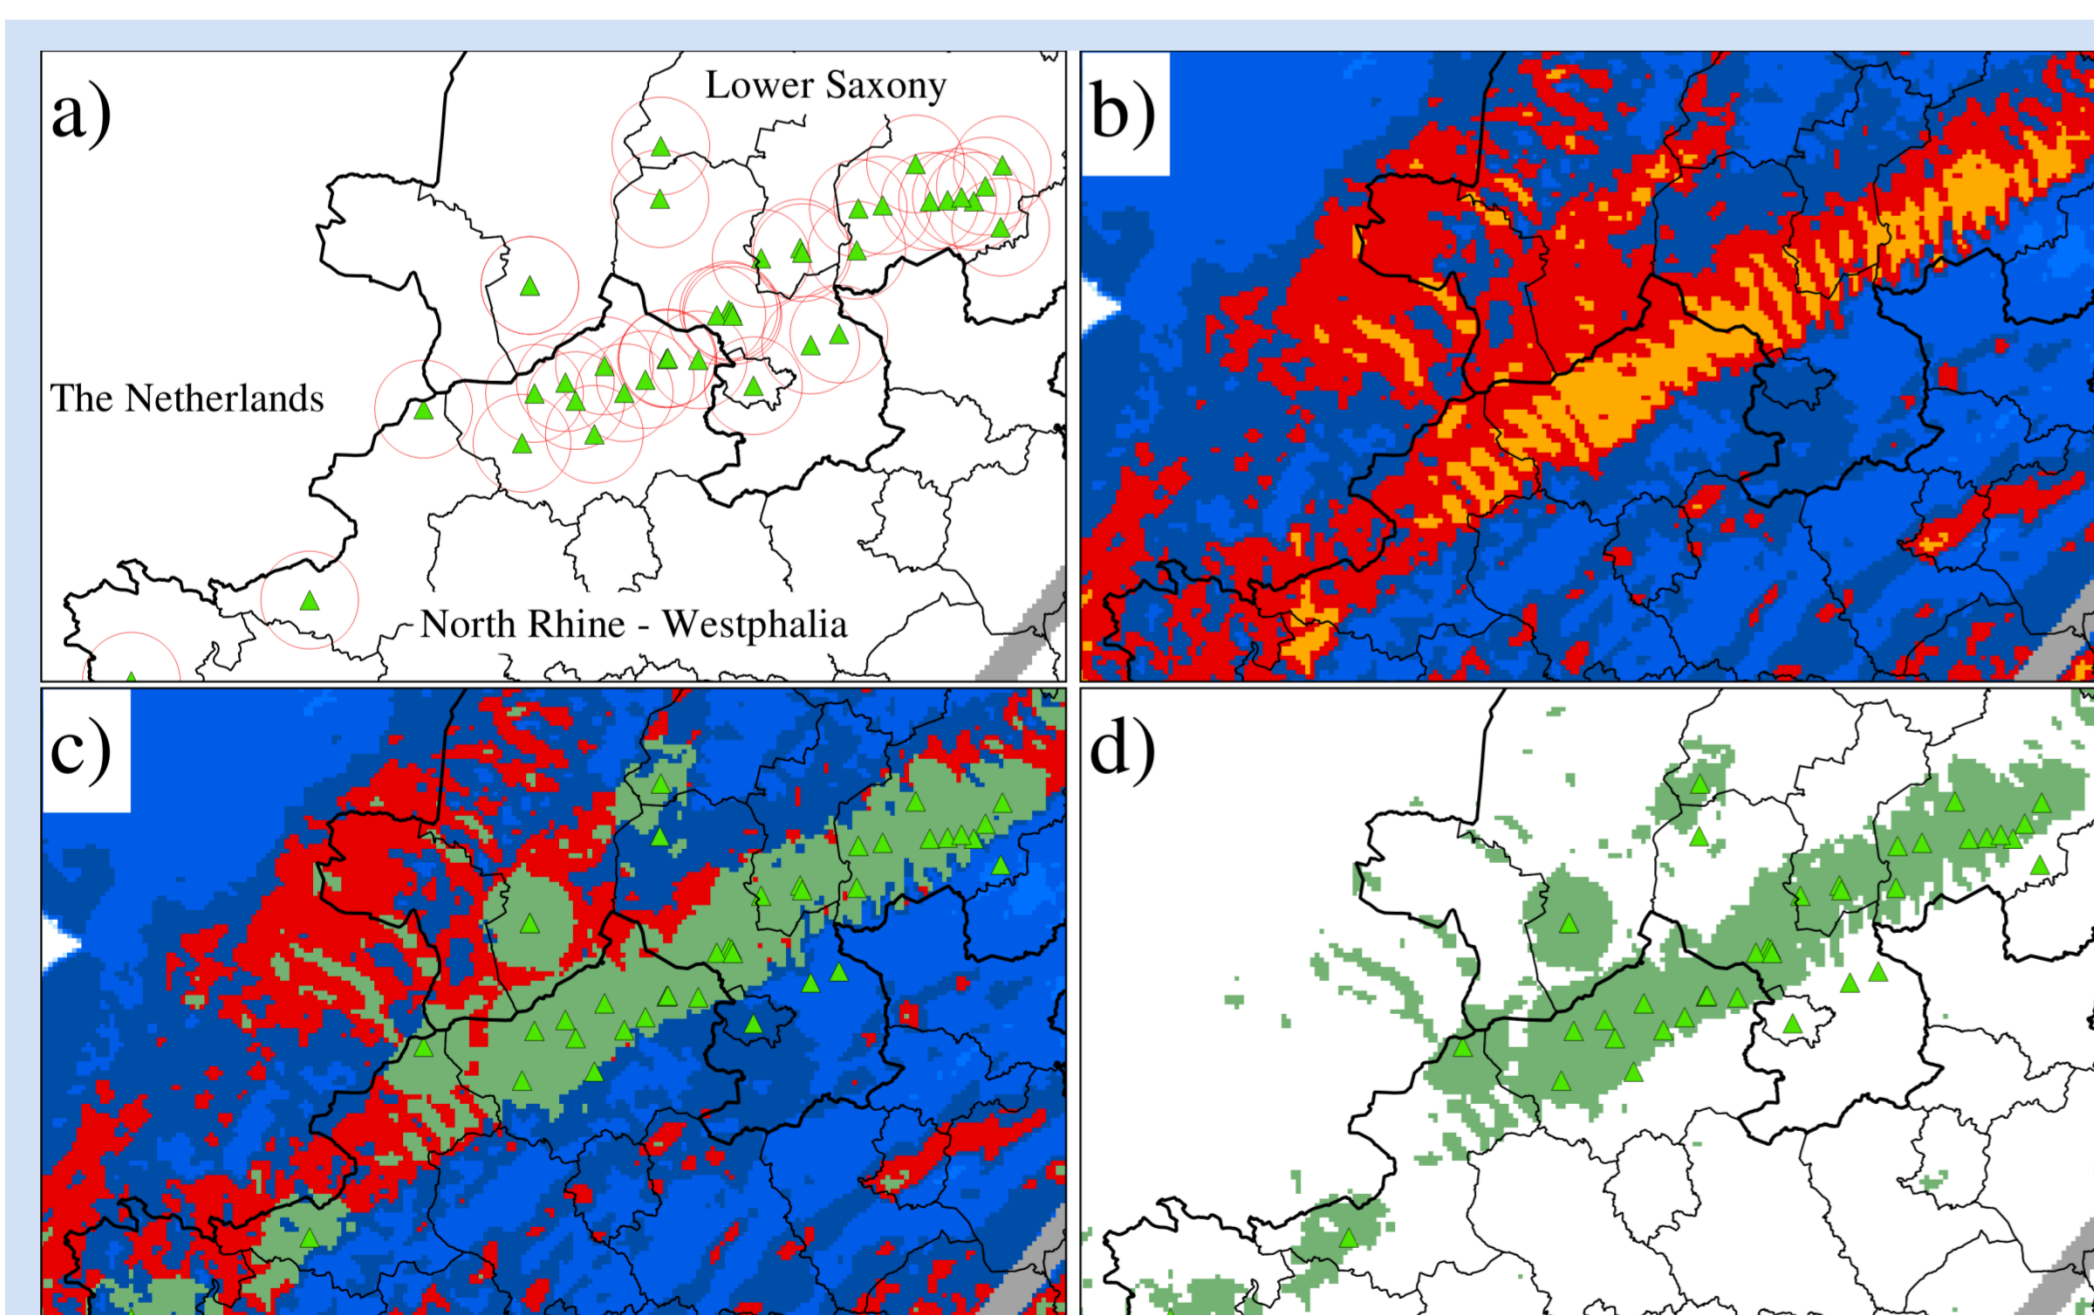 a)
Lower Saxony
The Netherlands
North Rhine - Westphalia
b)
c)
d)